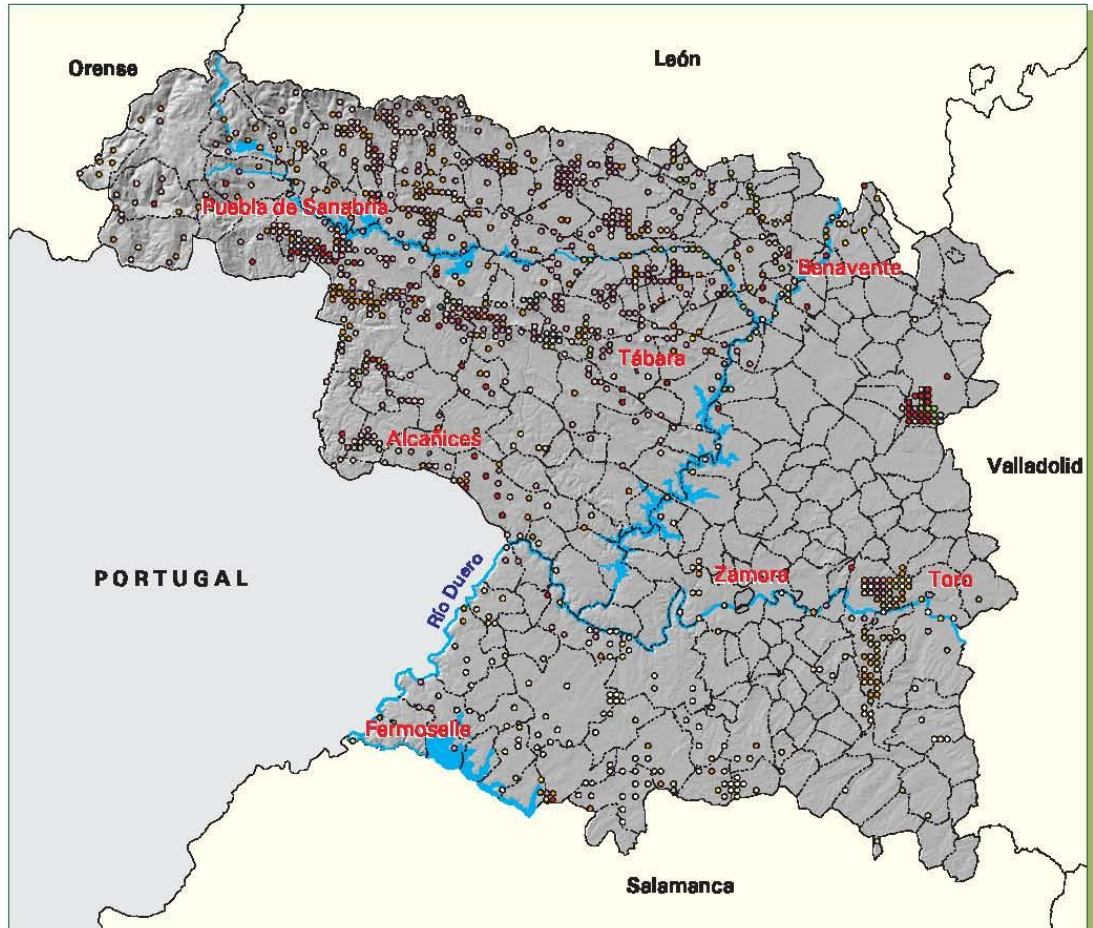 León
Orense
Puebla de Sanabria
Benavente
Tábara
Alcañices
Valladolid
PORTUGAL
Río Duero
Zamora
Toro
Fermoselle
Salamanca